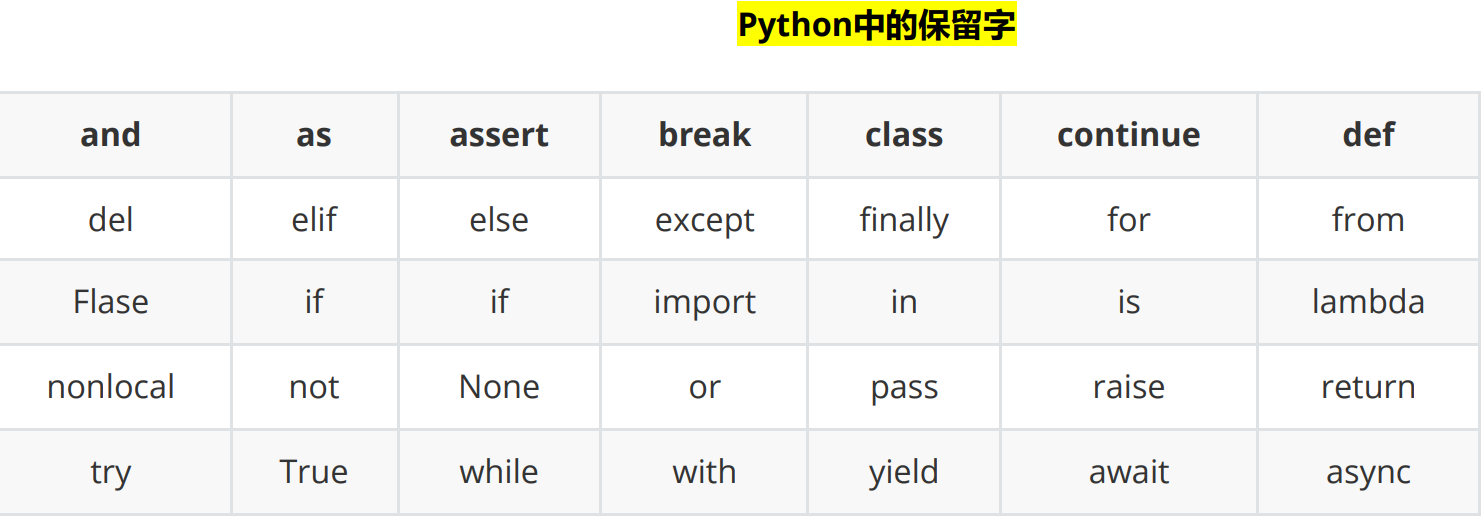 Python中的保留字
and as assert break class continue def
del elif else except finally for from
Flase if if import in is lambda
nonlocal not None or pass raise return
try True while with yield await async